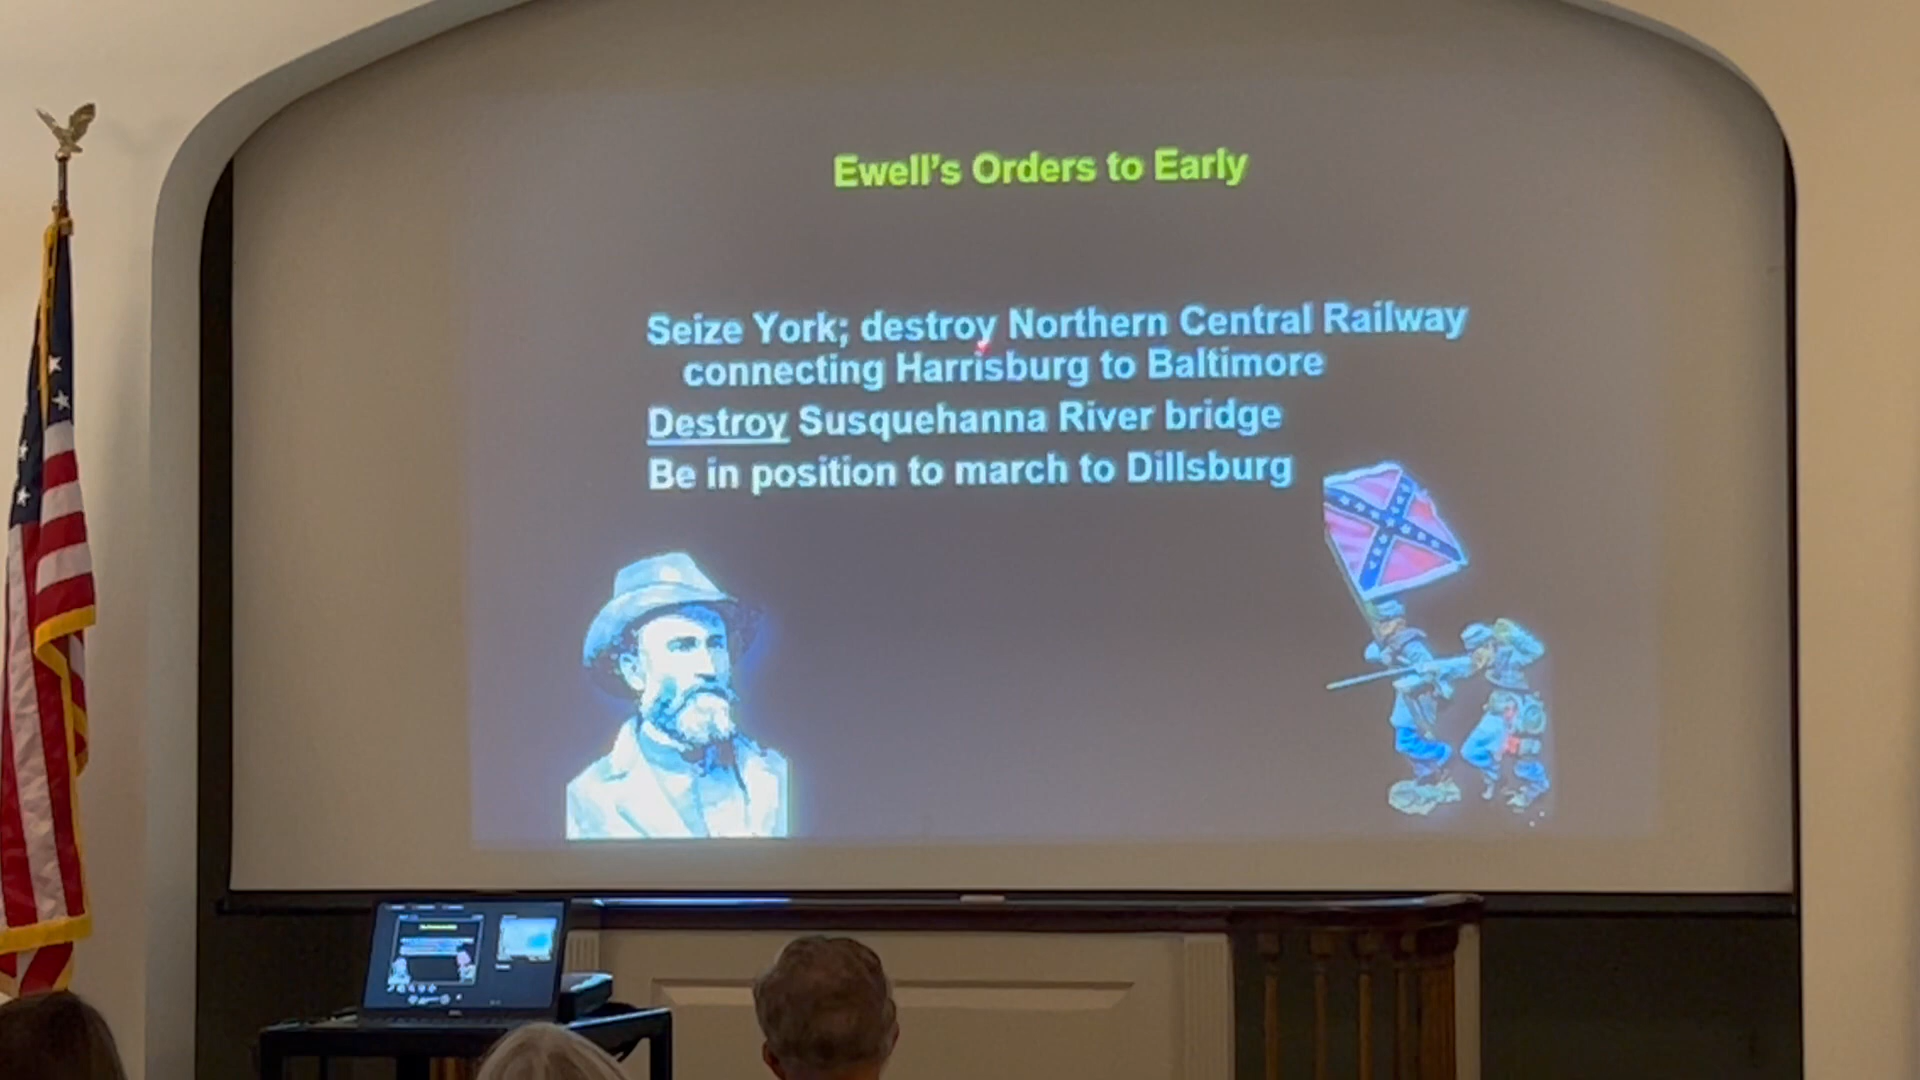 Ewell's Orders to Early
Seize York; destroy Northern Central Railway
connecting Harrisburg to Baltimore
Destroy Susquehanna River bridge
Be in position to march to Dillsburg